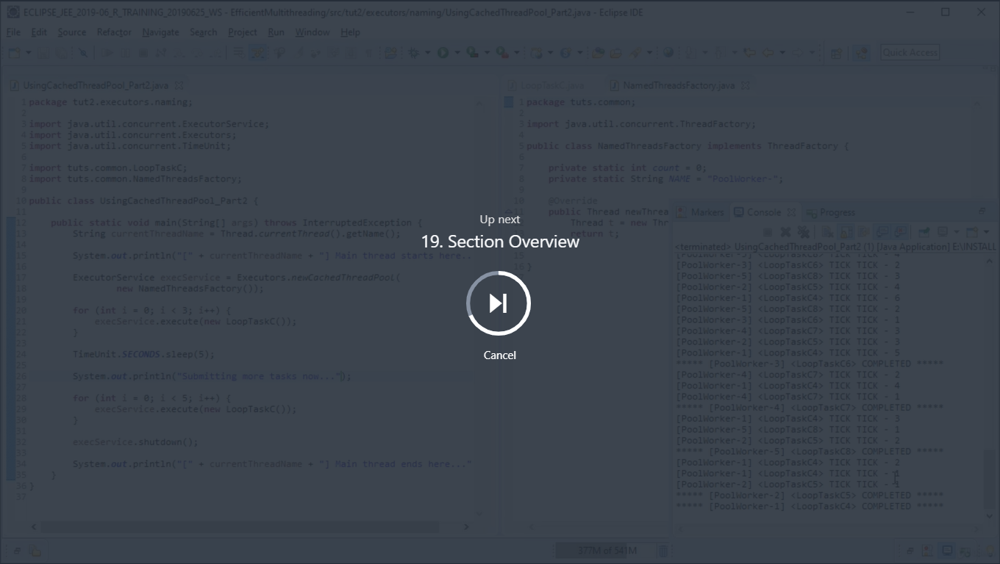 ECLIPSE_JEE_2019-06_R_TRAINING_20190625_WS - EfficientMultithreading/src/tut2/executors/naming/UsingCachedThreadPool_Part2.java - Eclipse IDE
File Edit Source Refactor Navigate Search Project Run Window Help
Quick Access
UsingCachedThreadPool_Part2.java
1 package tut2.executors.naming;
2
3 import java.util.concurrent.ExecutorService;
4 import java.util.concurrent.Executors;
5 import java.util.concurrent.TimeUnit;
6
7 import tuts.common.LoopTaskC;
8 import tuts.common.NamedThreadsFactory;
9
10 public class UsingCachedThreadPool_Part2 {
11
12 public static void main(String[] args) throws InterruptedException {
13 String currentThreadName = Thread.currentThread().getName();
14
15 System.out.println("[" + currentThreadName + "] Main thread starts here..
16
17 ExecutorService execService = Executors.newCachedThreadPool(
18 new NamedThreadsFactory());
19
20 for (int i = 0; i < 3; i++) {
21 execService.execute(new LoopTaskC());
22 }
23
24 TimeUnit.SECONDS.sleep(5);
25
26 System.out.println("Submitting more tasks now...");
27
28 for (int i = 0; i < 5; i++) {
29 execService.execute(new LoopTaskC());
30 }
31
32 execService.shutdown();
33
34 System.out.println("[" + currentThreadName + "] Main thread ends here..."
35 }
36 }
37
LoopTaskC.java NamedThreadsFactory.java
1 package tuts.common;
2
3 import java.util.concurrent.ThreadFactory;
4
5 public class NamedThreadsFactory implements ThreadFactory {
6
7 private static int count = 0;
8 private static String NAME = "PoolWorker-";
9
10 @Override
11 public Thread newThrea
Thread t = new Thr
return t;
15
16 }
Up next
19. Section Overview
Cancel
Markers Console Progress
<terminated> UsingCachedThreadPool_Part2 (1) [Java Application] E:\INSTALL
[PoolWorker-3] <LoopTaskC6> TICK TICK - 2
[PoolWorker-5] <LoopTaskC8> TICK TICK - 3
[PoolWorker-2] <LoopTaskC5> TICK TICK - 4
[PoolWorker-1] <LoopTaskC4> TICK TICK - 6
[PoolWorker-5] <LoopTaskC8> TICK TICK - 2
[PoolWorker-3] <LoopTaskC6> TICK TICK - 1
[PoolWorker-4] <LoopTaskC7> TICK TICK - 3
[PoolWorker-2] <LoopTaskC5> TICK TICK - 3
[PoolWorker-1] <LoopTaskC4> TICK TICK - 5
***** [PoolWorker-3] <LoopTaskC6> COMPLETED *****
[PoolWorker-4] <LoopTaskC7> TICK TICK - 2
[PoolWorker-1] <LoopTaskC4> TICK TICK - 4
[PoolWorker-4] <LoopTaskC7> TICK TICK - 1
***** [PoolWorker-4] <LoopTaskC7> COMPLETED *****
[PoolWorker-1] <LoopTaskC4> TICK TICK - 3
[PoolWorker-5] <LoopTaskC8> TICK TICK - 1
[PoolWorker-2] <LoopTaskC5> TICK TICK - 2
***** [PoolWorker-5] <LoopTaskC8> COMPLETED *****
[PoolWorker-1] <LoopTaskC4> TICK TICK - 2
[PoolWorker-1] <LoopTaskC4> TICK TICK - 1
[PoolWorker-2] <LoopTaskC5> TICK TICK - 1
***** [PoolWorker-2] <LoopTaskC5> COMPLETED *****
***** [PoolWorker-1] <LoopTaskC4> COMPLETED *****
377M of 541M